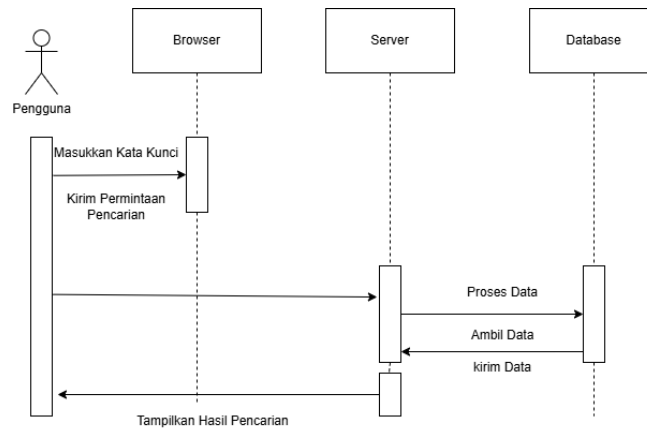 Browser
Server
Database
Pengguna
Masukkan Kata Kunci
Kirim Permintaan
Pencarian
Proses Data
Ambil Data
kirim Data
Tampilkan Hasil Pencarian